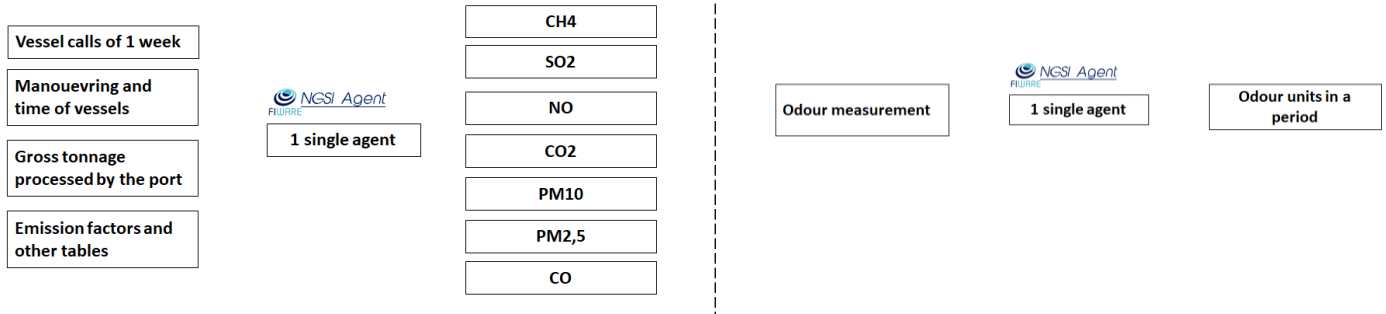 Vessel calls of 1 week
Manouevring and
time of vessels
Gross tonnage
processed by the port
Emission factors and
other tables
FIWARE
NGSI Agent
1 single agent
CH4
SO2
NO
CO2
PM10
PM2,5
CO
Odour measurement
FIWARE
NGSI Agent
1 single agent
Odour units in a
period